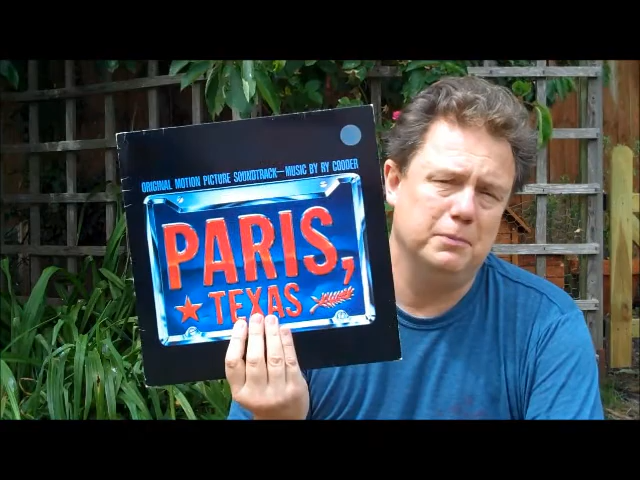 ORIGINAL MOTION PICTURE SOUNDTRACK—MUSIC BY RY COODER
PARIS,
TEXAS